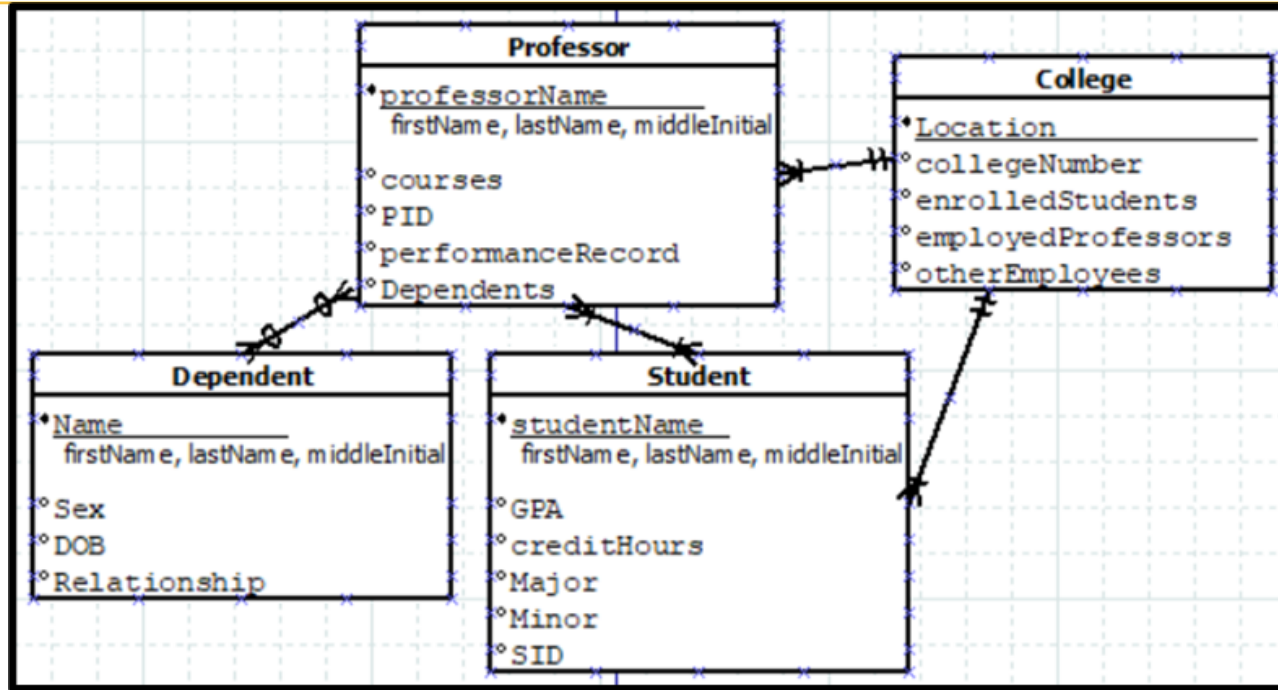 Professor
professorName
firstName, lastName, middleInitial
courses
PID
performanceRecord
Dependents
College
Location
collegeNumber
enrolledStudents
employedProfessors
otherEmployees
Dependent
Name
firstName, lastName, middleInitial
Sex
DOB
Relationship
Student
studentName
firstName, lastName, middleInitial
GPA
creditHours
Major
Minor
SID